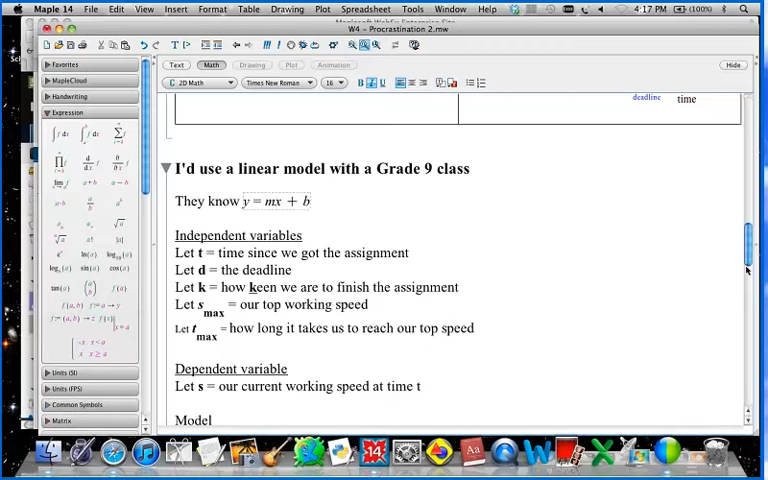 Maple 14 File Edit View Insert Format Table Drawing Plot Spreadsheet Tools Window 4:17 PM (100%)
W4 - Procrastination 2.mw
Favorites
MapleCloud
Handwriting
Expression
Units (SI)
Units (FPS)
Common Symbols
Matrix
Text Math Drawing Plot Animation Hide
2D Math Times New Roman 16 B I U
deadline time
I'd use a linear model with a Grade 9 class
They know y = mx + b
Independent variables
Let t = time since we got the assignment
Let d = the deadline
Let k = how keen we are to finish the assignment
Let s max = our top working speed
Let t max = how long it takes us to reach our top speed
Dependent variable
Let s = our current working speed at time t
Model
14
Aa